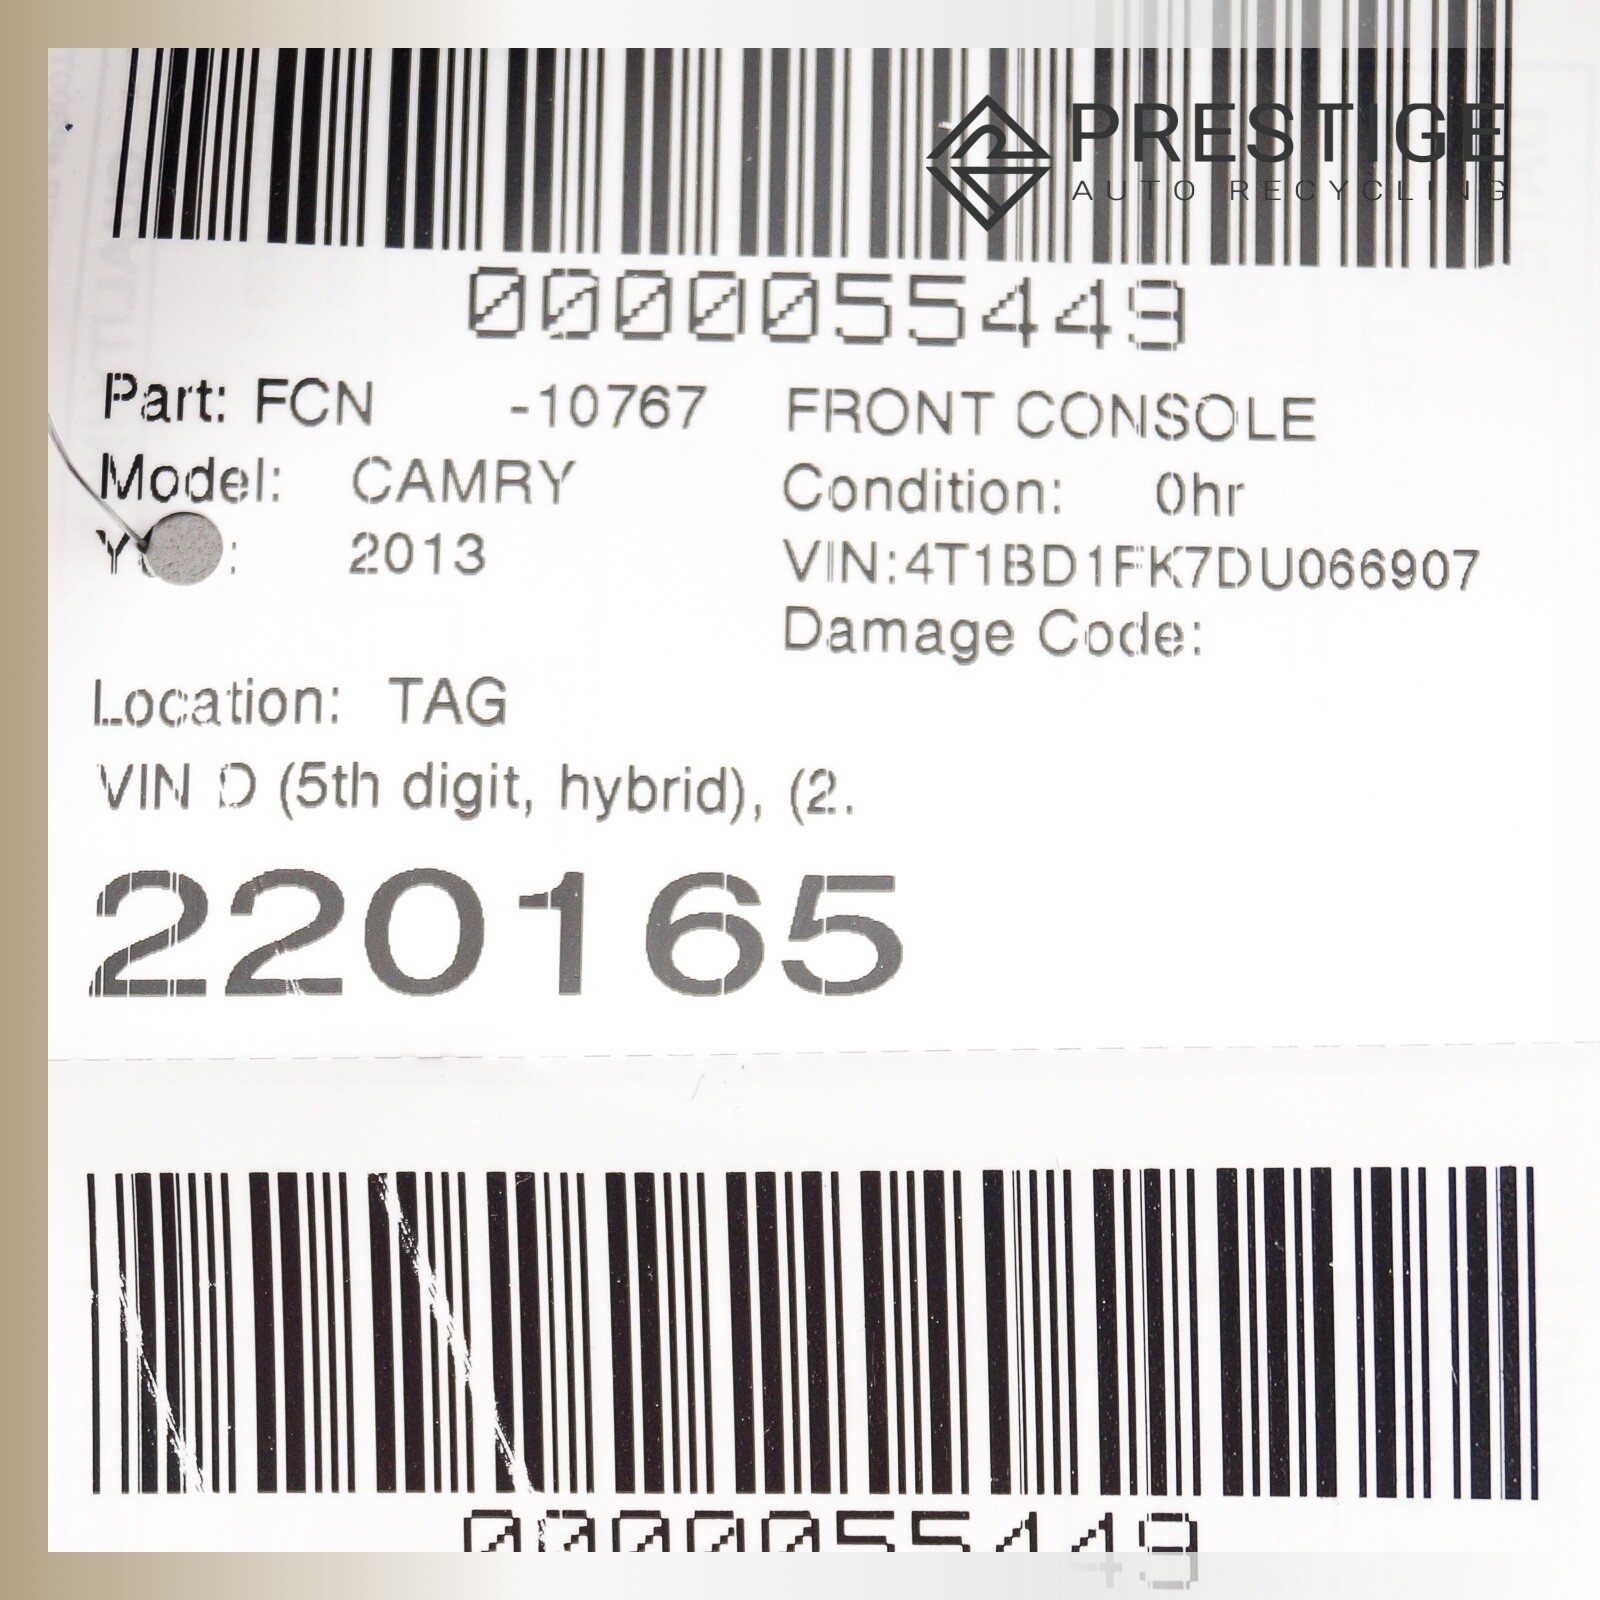 PRESTIGE
AUTO RECYCLING
0000055449
Part: FCN -10767 FRONT CONSOLE
Model: CAMRY Condition: 0hr
: 2013 VIN:4T1BD1FK7DU066907
Damage Code:
Location: TAG
VIN D (5th digit, hybrid), (2.
220165
0000055449